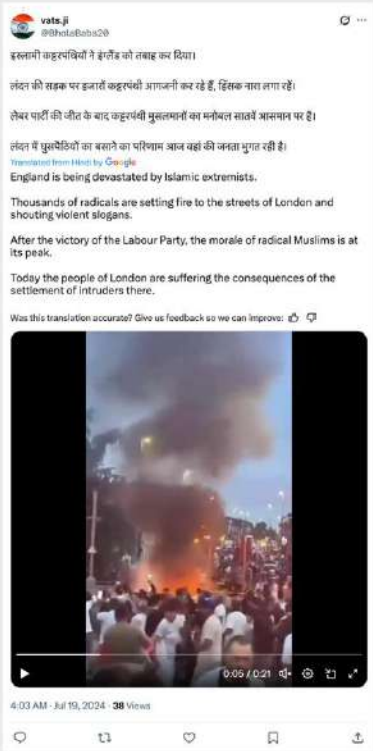 vats.ji
@BholaBaba20
इस्लामी कट्टरपंथियों ने इंग्लैंड को तबाह कर दिया।
लंदन की सड़क पर हजारों कट्टरपंथी आगजनी कर रहे हैं, हिंसक नारा लगा रहें।
लेबर पार्टी की जीत के बाद कट्टरपंथी मुसलमानों का मनोबल सातवें आसमान पर है।
लंदन में घुसपैठियों का बसाने का परिणाम आज वहां की जनता भुगत रही है।
Translated from Hindi by Google
England is being devastated by Islamic extremists.
Thousands of radicals are setting fire to the streets of London and
shouting violent slogans.
After the victory of the Labour Party, the morale of radical Muslims is at
its peak.
Today the people of London are suffering the consequences of the
settlement of intruders there.
Was this translation accurate? Give us feedback so we can improve:
0:05 / 0:21
4:03 AM · Jul 19, 2024 · 38 Views